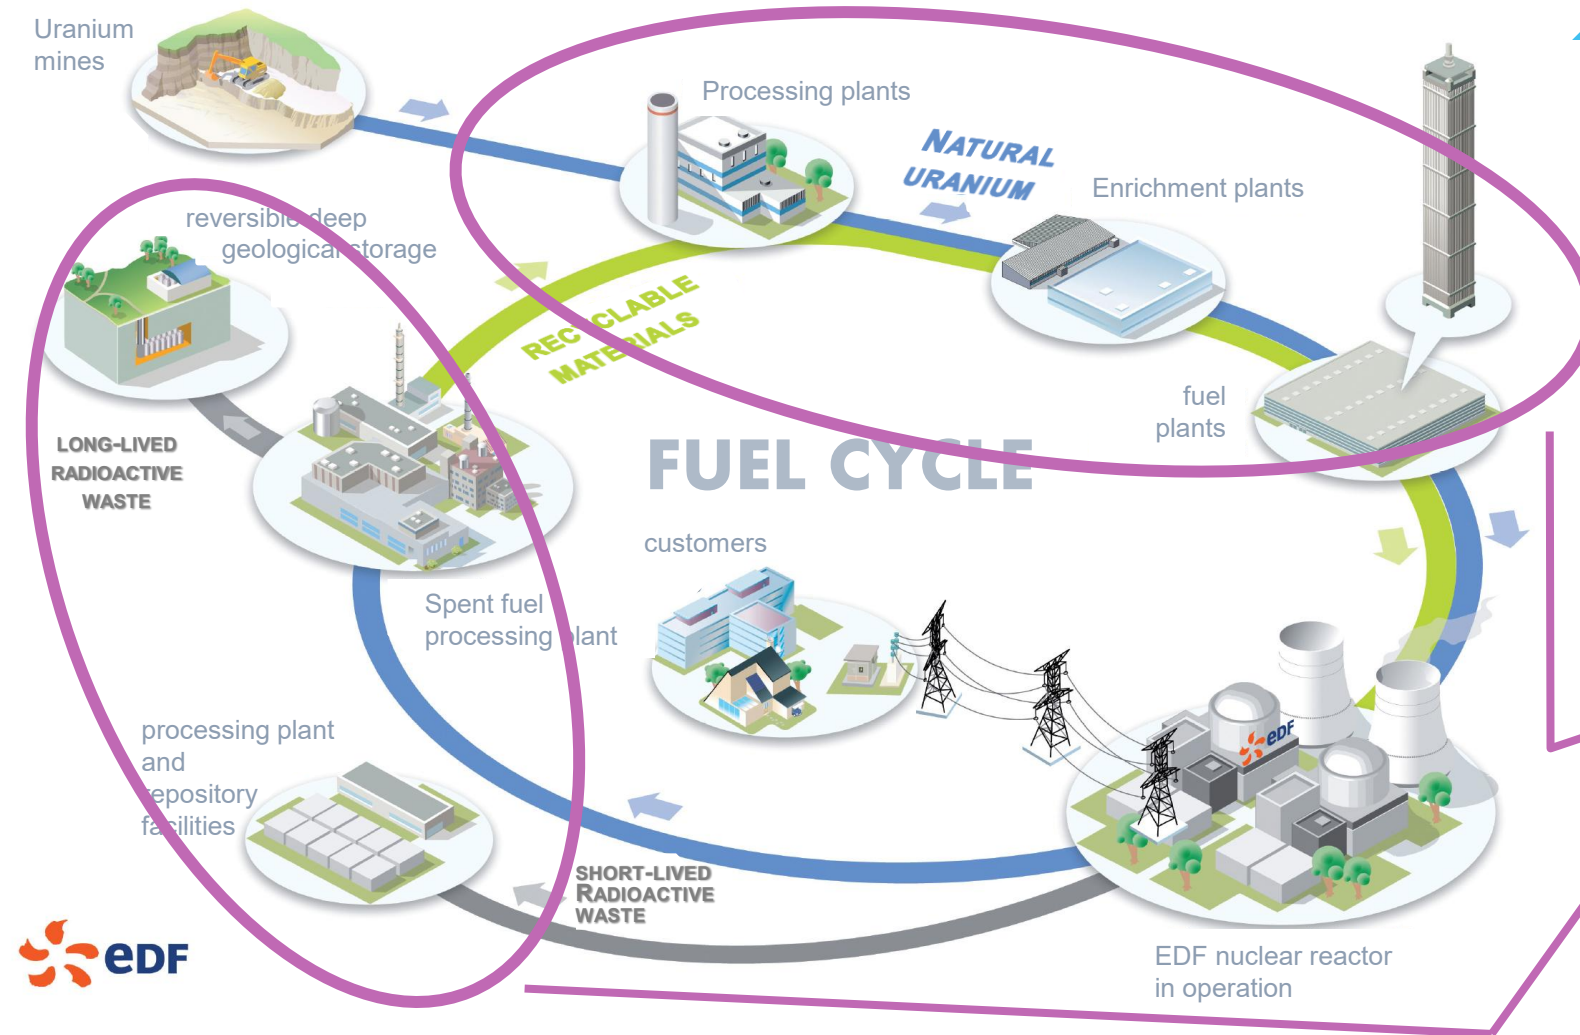 Uranium
mines
Processing plants
NATURAL
URANIUM
Enrichment plants
reversible deep
geological storage
RECYCLABLE
MATERIALS
LONG-LIVED
RADIOACTIVE
WASTE
fuel
plants
FUEL CYCLE
customers
Spent fuel
processing plant
eDF
processing plant
and
repository
facilities
SHORT-LIVED
RADIOACTIVE
WASTE
eDF
EDF nuclear reactor
in operation